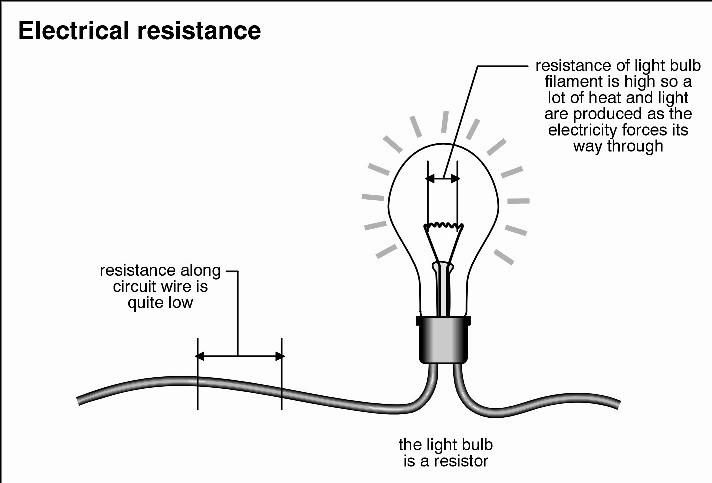 Electrical resistance
resistance of light bulb
filament is high so a
lot of heat and light
are produced as the
electricity forces its
way through
resistance along
circuit wire is
quite low
the light bulb
is a resistor